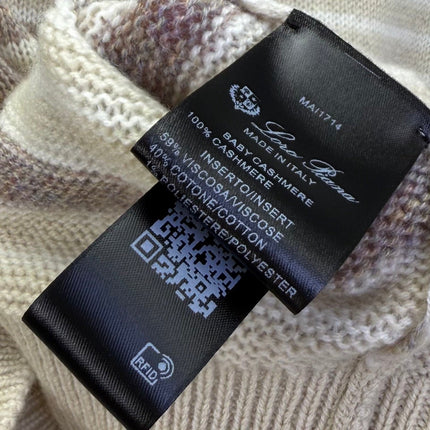 MAI1714
Loro Piana
MADE IN ITALY
BABY CASHMERE
100% CASHMERE
INSERTO/INSERT
59% VISCOSA/VISCOSE
40% COTONE/COTTON
1% POLIESTERE/POLYESTER
RFID